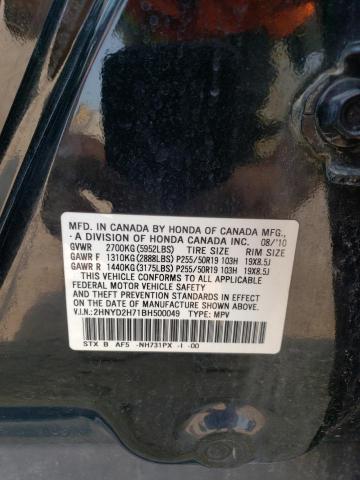 MFD. IN CANADA BY HONDA OF CANADA MFG.,
A DIVISION OF HONDA CANADA INC. 08/'10
GVWR 2700KG(5952LBS) TIRE SIZE RIM SIZE
GAWR F 1310KG(2888LBS) P255/50R19 103H 19X8.5J
GAWR R 1440KG(3175LBS) P255/50R19 103H 19X8.5J
THIS VEHICLE CONFORMS TO ALL APPLICABLE
FEDERAL MOTOR VEHICLE SAFETY STANDARDS IN EFFECT
ON THE DATE OF MANUFACTURE SHOWN ABOVE.
V.I.N.:2HNYD2H71BH500049 TYPE: MPV
STX B AF5 -NH731PX -I -00